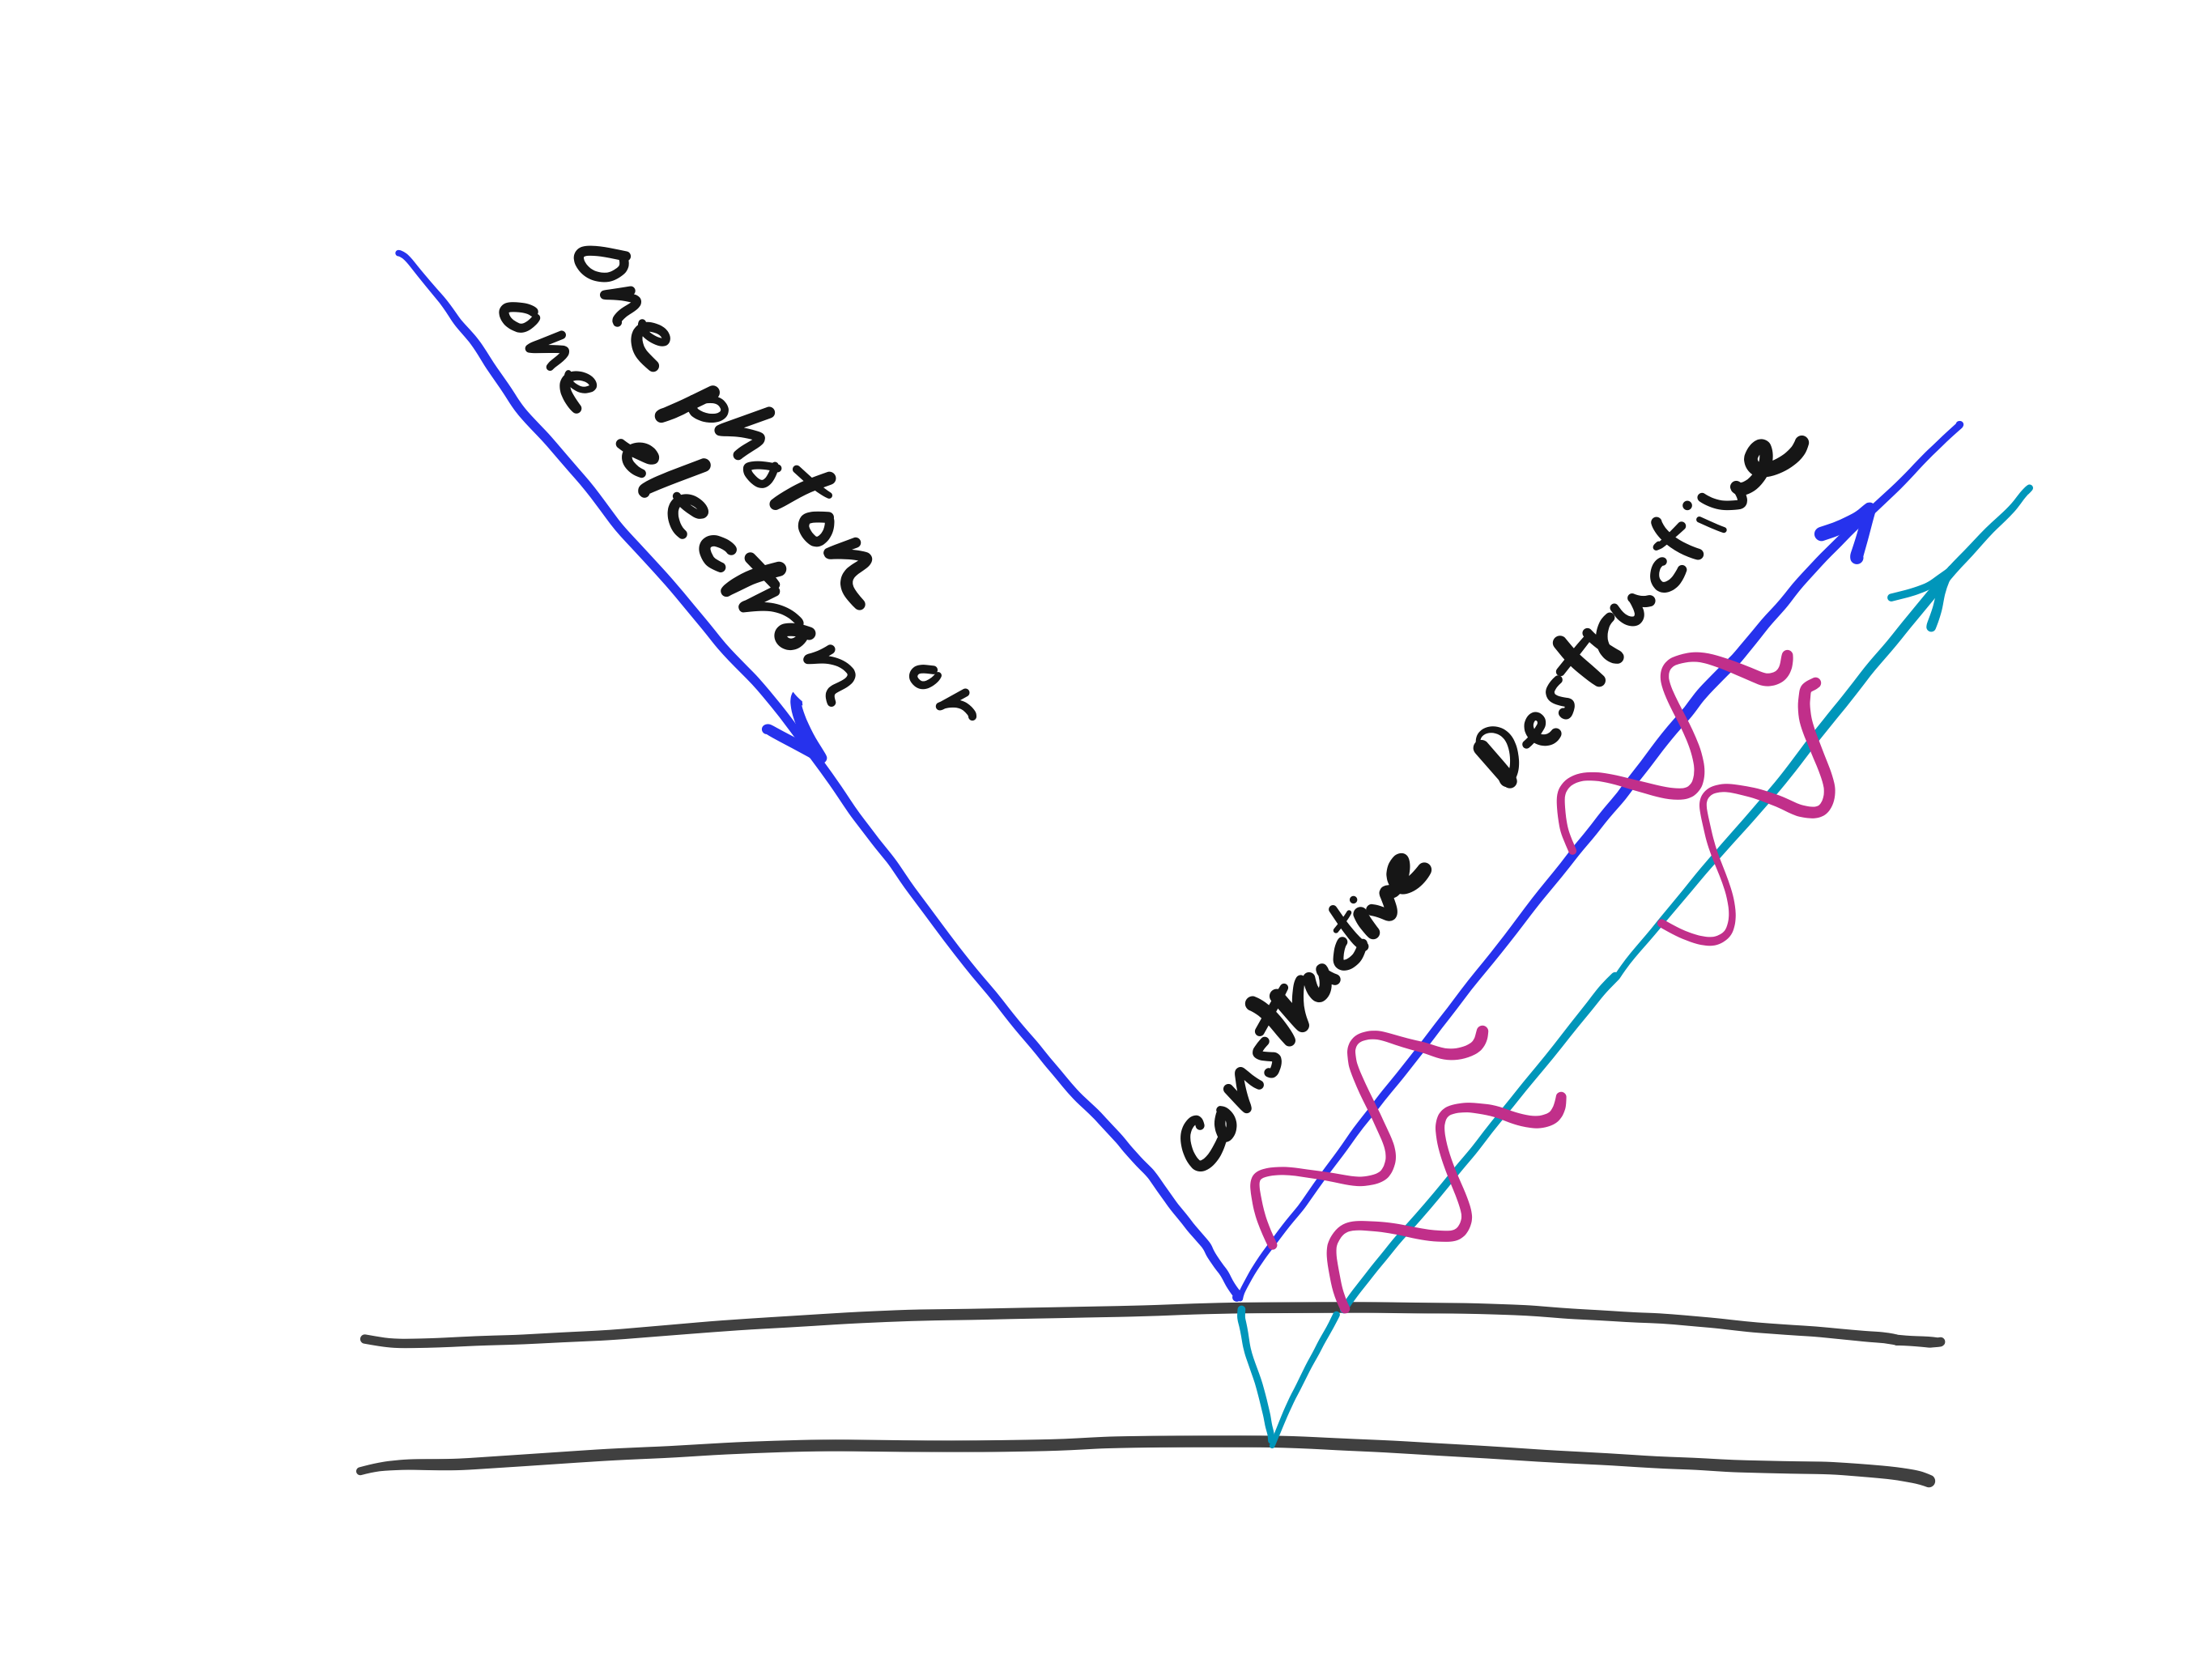 One photon or
one electron
Constructive
Destructive